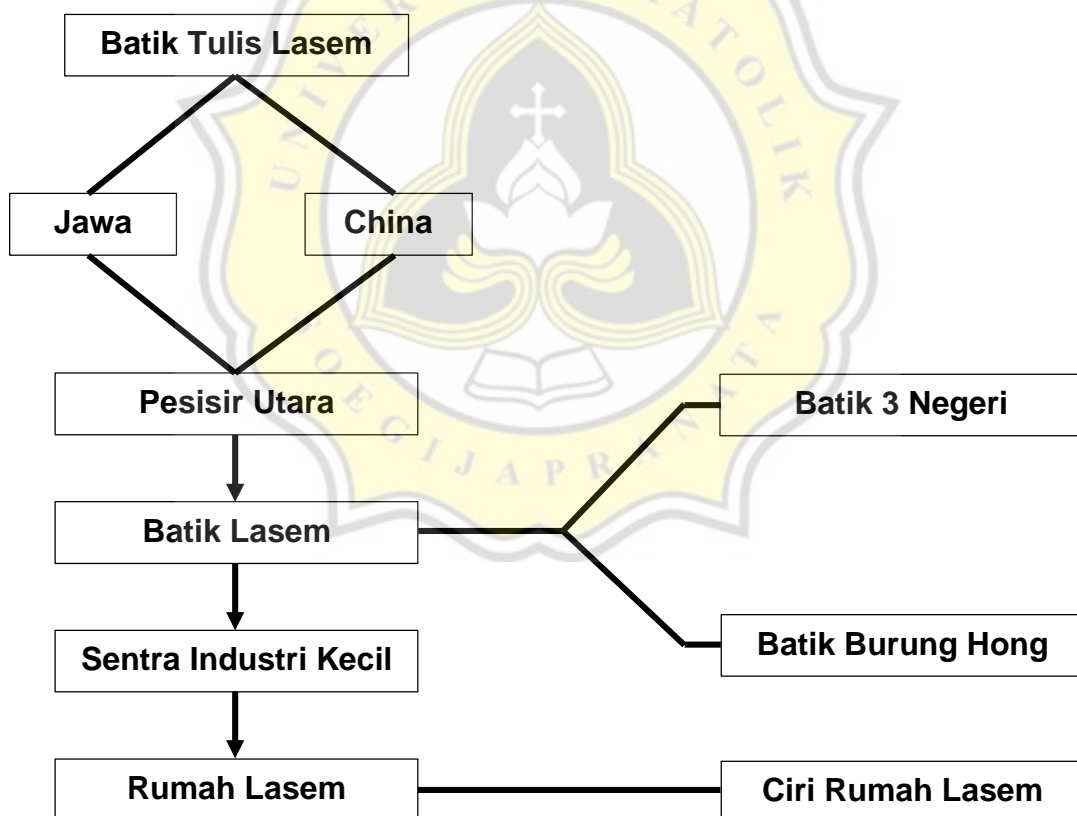 Batik Tulis Lasem
Jawa
China
Pesisir Utara
Batik 3 Negeri
Batik Lasem
Sentra Industri Kecil
Batik Burung Hong
Rumah Lasem
Ciri Rumah Lasem
SOEGIJAPRANATA